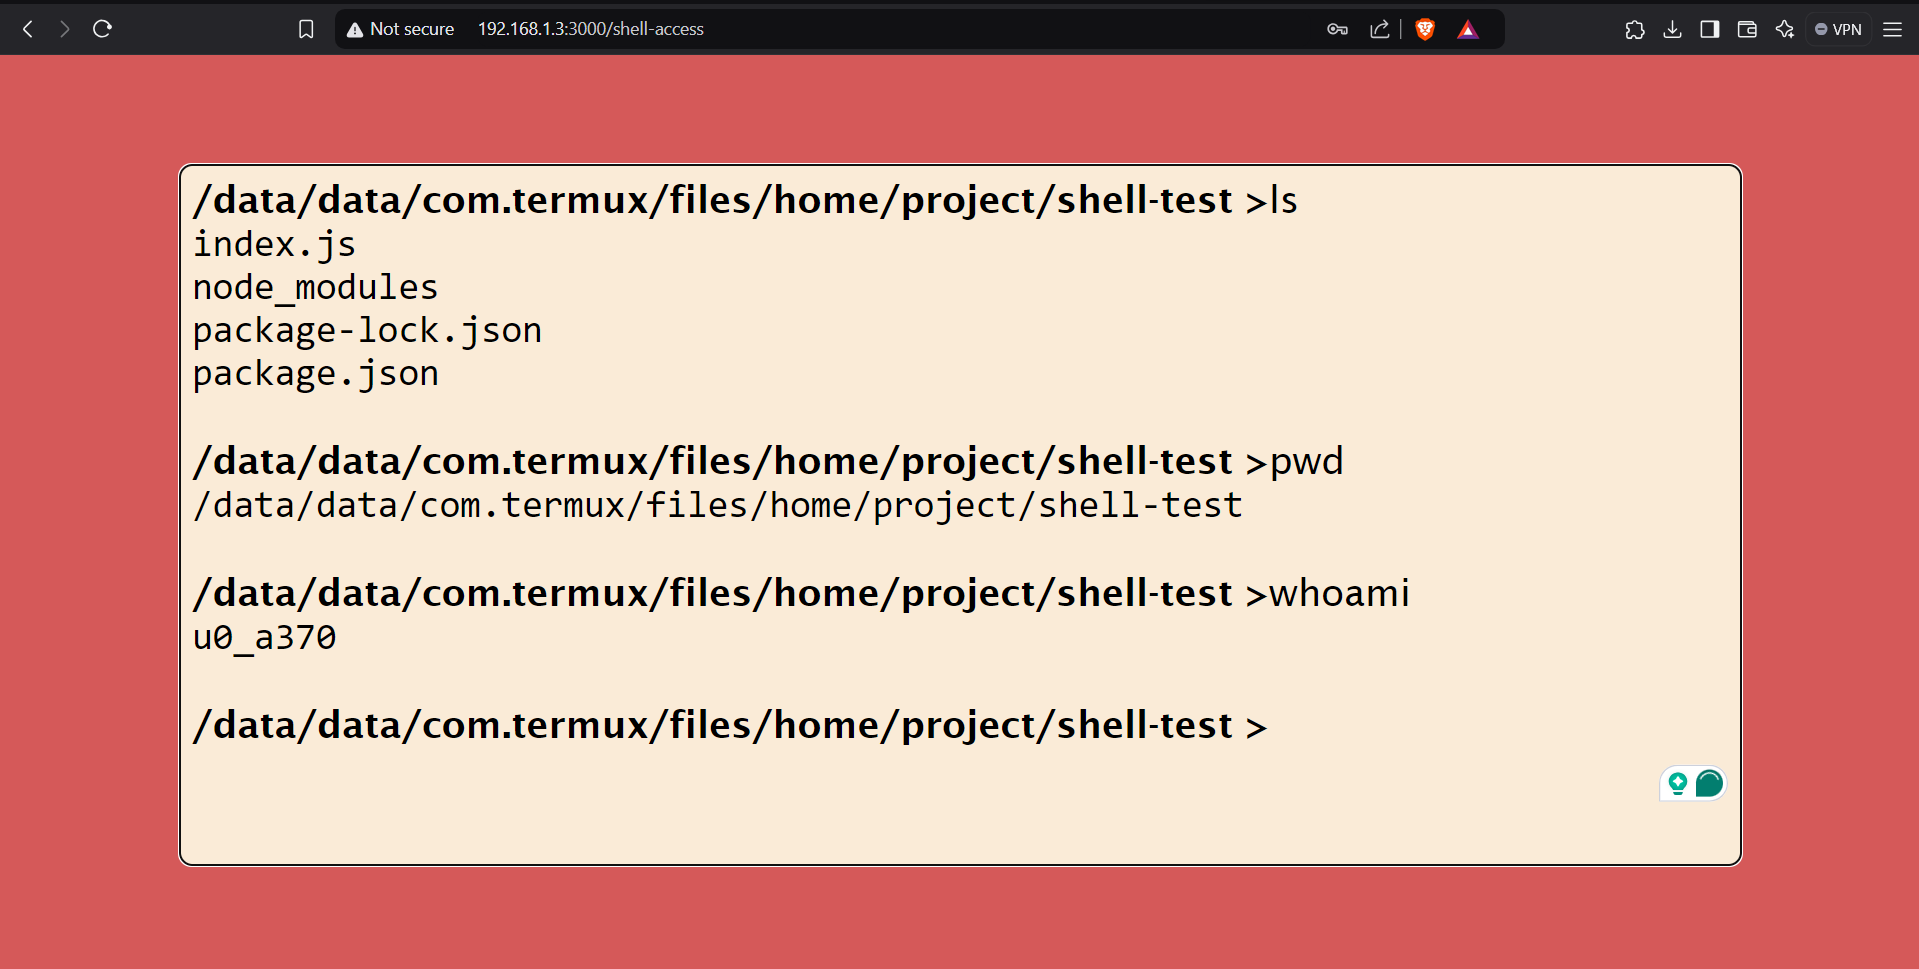 Not secure 192.168.1.3:3000/shell-access VPN
/data/data/com.termux/files/home/project/shell-test >ls
index.js
node_modules
package-lock.json
package.json
/data/data/com.termux/files/home/project/shell-test >pwd
/data/data/com.termux/files/home/project/shell-test
/data/data/com.termux/files/home/project/shell-test >whoami
u0_a370
/data/data/com.termux/files/home/project/shell-test >